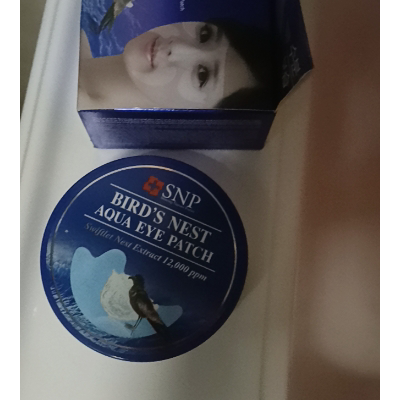 SNP
BIRD'S NEST
AQUA EYE PATCH
Swiftlet Nest Extract 12,000 ppm